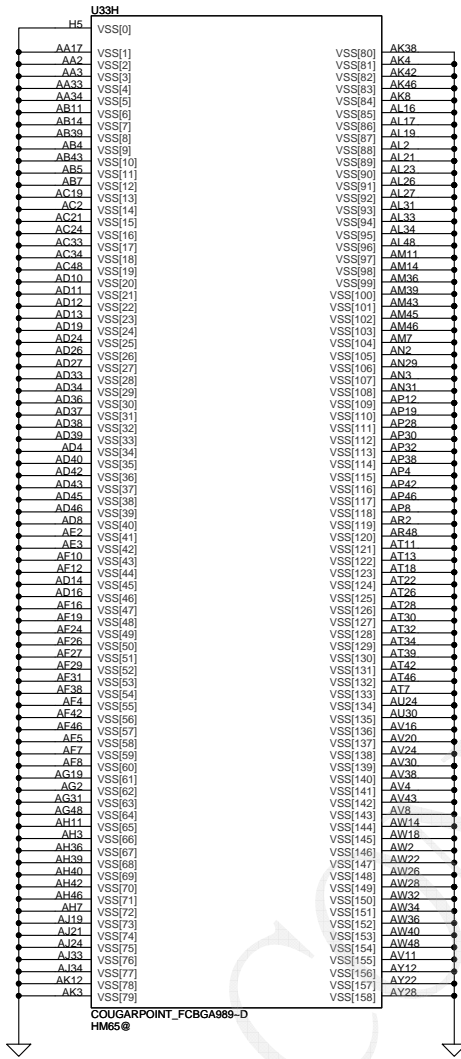 U33H
H5 VSS[0]
AA17 VSS[1] VSS[80] AK38
AA2 VSS[2] VSS[81] AK4
AA3 VSS[3] VSS[82] AK42
AA33 VSS[4] VSS[83] AK46
AA34 VSS[5] VSS[84] AK8
AB11 VSS[6] VSS[85] AL16
AB14 VSS[7] VSS[86] AL17
AB39 VSS[8] VSS[87] AL19
AB4 VSS[9] VSS[88] AL2
AB43 VSS[10] VSS[89] AL21
AB5 VSS[11] VSS[90] AL23
AB7 VSS[12] VSS[91] AL26
AC19 VSS[13] VSS[92] AL27
AC2 VSS[14] VSS[93] AL31
AC21 VSS[15] VSS[94] AL33
AC24 VSS[16] VSS[95] AL34
AC33 VSS[17] VSS[96] AL48
AC34 VSS[18] VSS[97] AM11
AC48 VSS[19] VSS[98] AM14
AD10 VSS[20] VSS[99] AM36
AD11 VSS[21] VSS[100] AM39
AD12 VSS[22] VSS[101] AM43
AD13 VSS[23] VSS[102] AM45
AD19 VSS[24] VSS[103] AM46
AD24 VSS[25] VSS[104] AM7
AD26 VSS[26] VSS[105] AN2
AD27 VSS[27] VSS[106] AN29
AD33 VSS[28] VSS[107] AN3
AD34 VSS[29] VSS[108] AN31
AD36 VSS[30] VSS[109] AP12
AD37 VSS[31] VSS[110] AP19
AD38 VSS[32] VSS[111] AP28
AD39 VSS[33] VSS[112] AP30
AD4 VSS[34] VSS[113] AP32
AD40 VSS[35] VSS[114] AP38
AD42 VSS[36] VSS[115] AP4
AD43 VSS[37] VSS[116] AP42
AD45 VSS[38] VSS[117] AP46
AD46 VSS[39] VSS[118] AP8
AD8 VSS[40] VSS[119] AR2
AE2 VSS[41] VSS[120] AR48
AE3 VSS[42] VSS[121] AT11
AF10 VSS[43] VSS[122] AT13
AF12 VSS[44] VSS[123] AT18
AD14 VSS[45] VSS[124] AT22
AD16 VSS[46] VSS[125] AT26
AF16 VSS[47] VSS[126] AT28
AF19 VSS[48] VSS[127] AT30
AF24 VSS[49] VSS[128] AT32
AF26 VSS[50] VSS[129] AT34
AF27 VSS[51] VSS[130] AT39
AF29 VSS[52] VSS[131] AT42
AF31 VSS[53] VSS[132] AT46
AF38 VSS[54] VSS[133] AT7
AF4 VSS[55] VSS[134] AU24
AF42 VSS[56] VSS[135] AU30
AF46 VSS[57] VSS[136] AV16
AF5 VSS[58] VSS[137] AV20
AF7 VSS[59] VSS[138] AV24
AF8 VSS[60] VSS[139] AV30
AG19 VSS[61] VSS[140] AV38
AG2 VSS[62] VSS[141] AV4
AG31 VSS[63] VSS[142] AV43
AG48 VSS[64] VSS[143] AV8
AH11 VSS[65] VSS[144] AW14
AH3 VSS[66] VSS[145] AW18
AH36 VSS[67] VSS[146] AW2
AH39 VSS[68] VSS[147] AW22
AH40 VSS[69] VSS[148] AW26
AH42 VSS[70] VSS[149] AW28
AH46 VSS[71] VSS[150] AW32
AH7 VSS[72] VSS[151] AW34
AJ19 VSS[73] VSS[152] AW36
AJ21 VSS[74] VSS[153] AW40
AJ24 VSS[75] VSS[154] AW48
AJ33 VSS[76] VSS[155] AV11
AJ34 VSS[77] VSS[156] AY12
AK12 VSS[78] VSS[157] AY22
AK3 VSS[79] VSS[158] AY28
COUGARPOINT_FCBGA989~D
HM65@